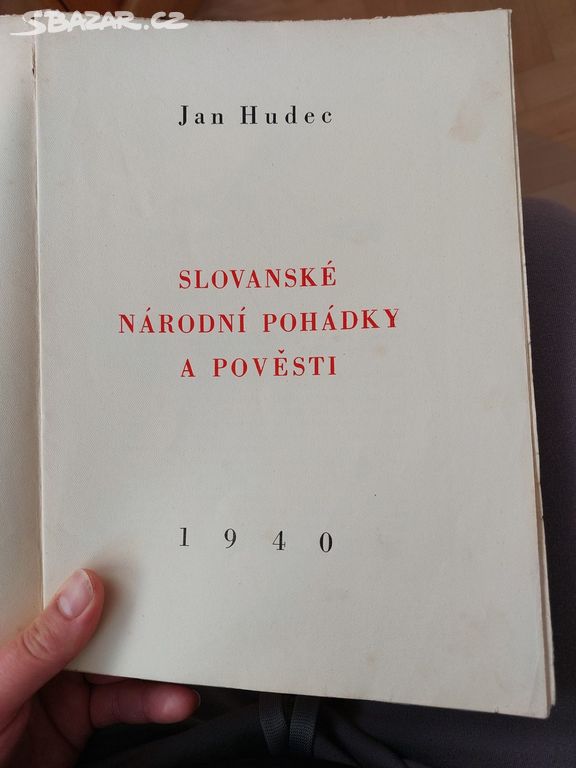 SBAZAR.CZ
Jan Hudec
SLOVANSKÉ
NÁRODNÍ POHÁDKY
A POVĚSTI
1940